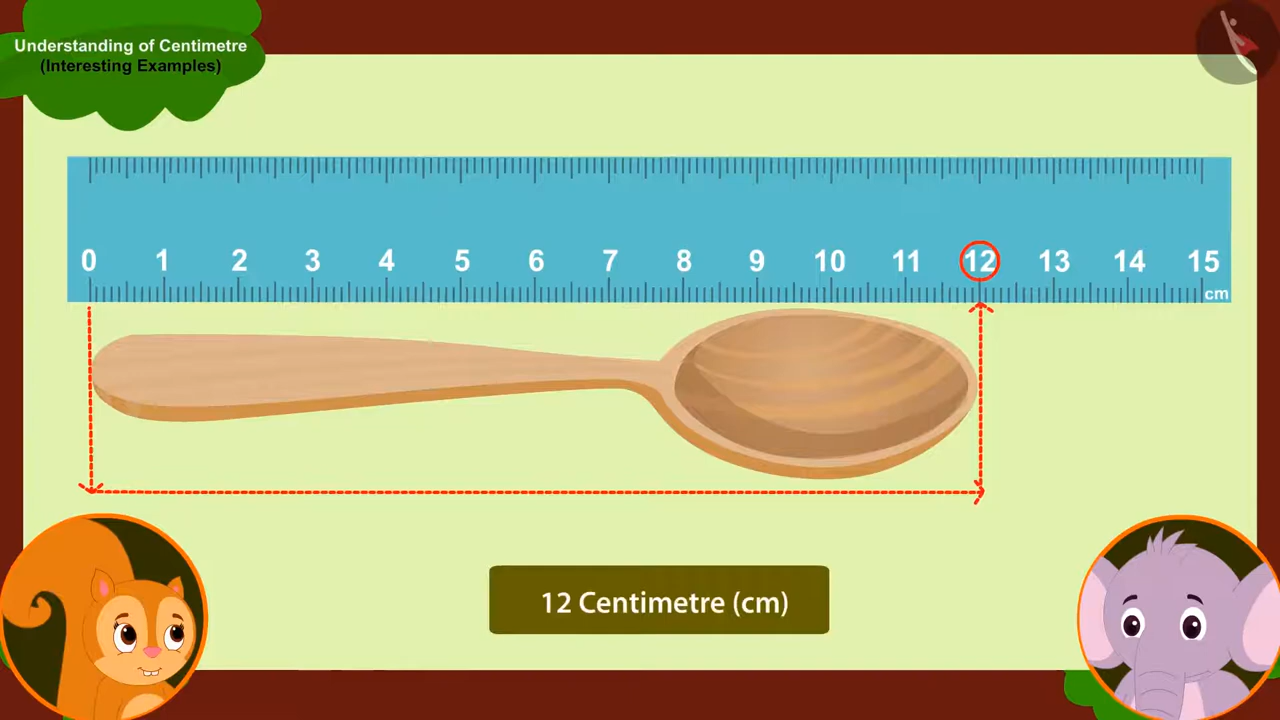 Understanding of Centimetre
(Interesting Examples)
0 1 2 3 4 5 6 7 8 9 10 11 12 13 14 15
cm
12 Centimetre (cm)